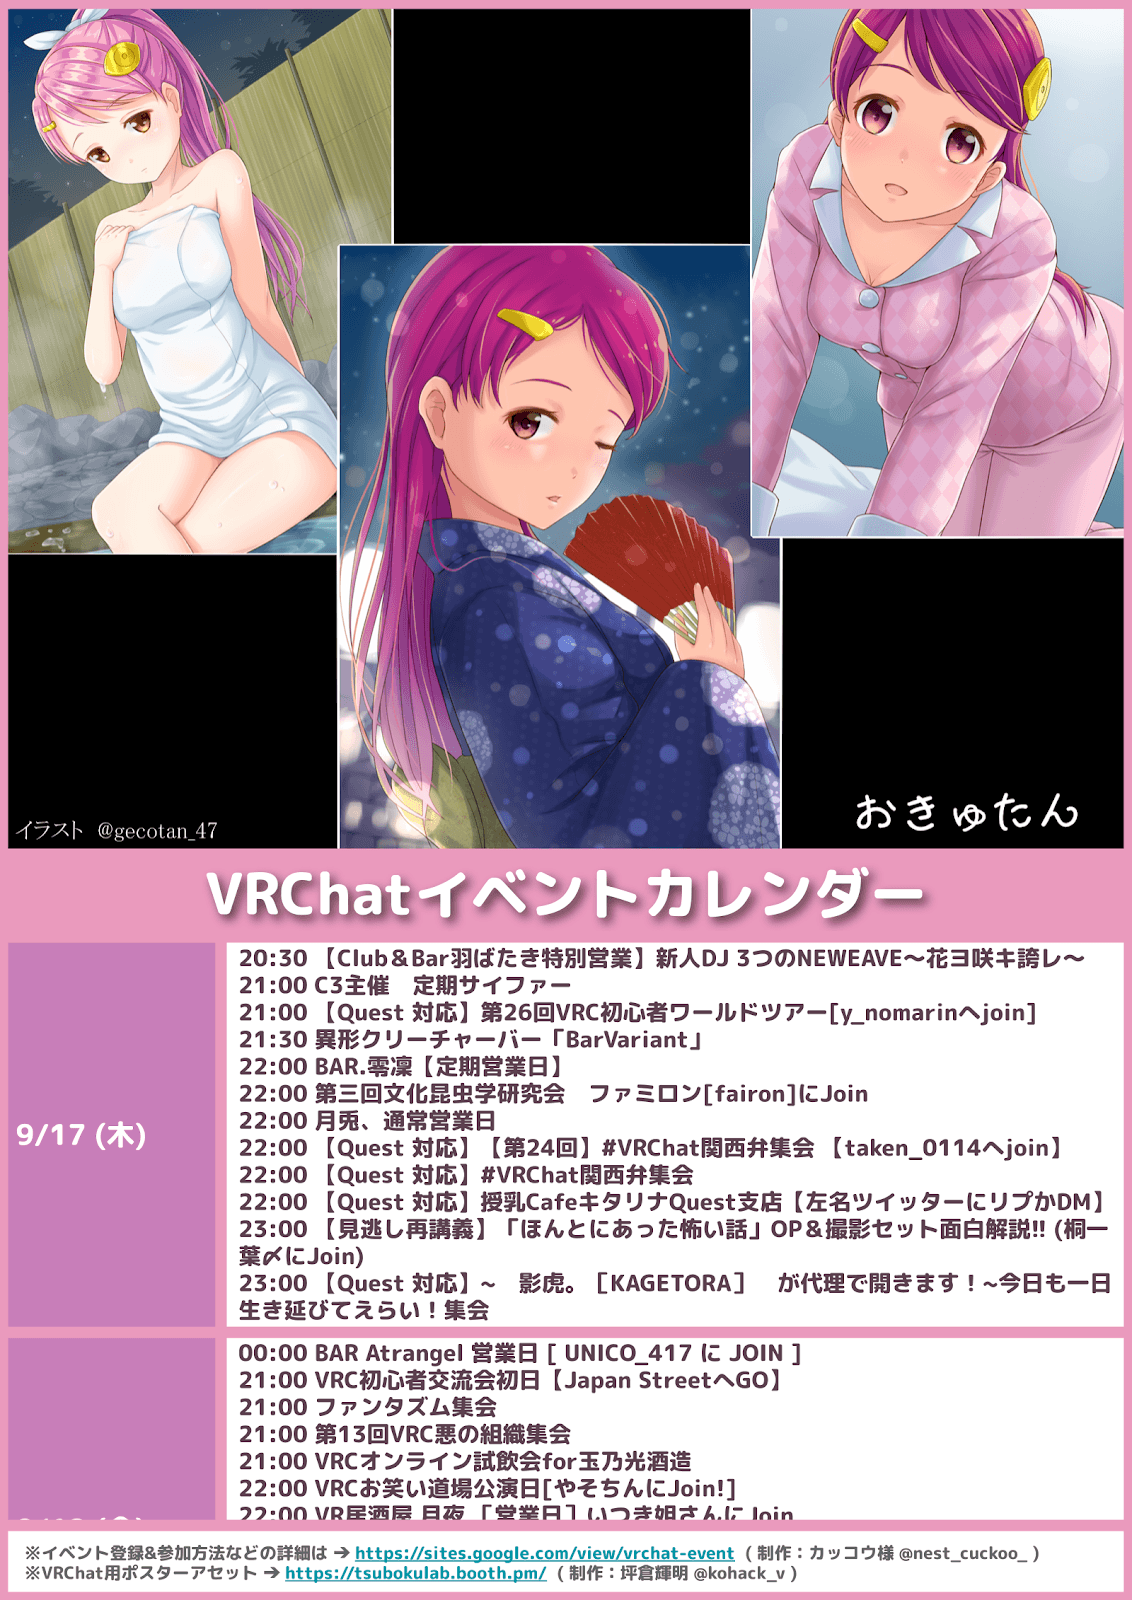 イラスト @gecotan_47
おきゅたん
VRChatイベントカレンダー
9/17 (木)
20:30 【Club＆Bar羽ばたき特別営業】新人DJ 3つのNEWEAVE〜花ヨ咲キ誇レ〜
21:00 C3主催　定期サイファー
21:00 【Quest 対応】第26回VRC初心者ワールドツアー[y_nomarinへjoin]
21:30 異形クリーチャーバー「BarVariant」
22:00 BAR.零凜【定期営業日】
22:00 第三回文化昆虫学研究会　ファミロン[fairon]にJoin
22:00 月兎、通常営業日
22:00 【Quest 対応】【第24回】#VRChat関西弁集会 【taken_0114へjoin】
22:00 【Quest 対応】#VRChat関西弁集会
22:00 【Quest 対応】授乳CafeキタリナQuest支店【左名ツイッターにリプかDM】
23:00 【見逃し再講義】「ほんとにあった怖い話」OP＆撮影セット面白解説!! (桐一
葉〆にJoin)
23:00 【Quest 対応】~　影虎。［KAGETORA］　が代理で開きます！~今日も一日
生き延びてえらい！集会
00:00 BAR Atrangel 営業日 [ UNICO_417 に JOIN ]
21:00 VRC初心者交流会初日【Japan StreetへGO】
21:00 ファンタズム集会
21:00 第13回VRC悪の組織集会
21:00 VRCオンライン試飲会for玉乃光酒造
22:00 VRCお笑い道場公演日[やそちんにJoin!]
22:00 VR居酒屋 月夜 ［営業日］いつき姐さんにJoin
※イベント登録&参加方法などの詳細は → https://sites.google.com/view/vrchat-event ( 制作：カッコウ様 @nest_cuckoo_ )
※VRChat用ポスターアセット → https://tsubokulab.booth.pm/ ( 制作：坪倉輝明 @kohack_v )